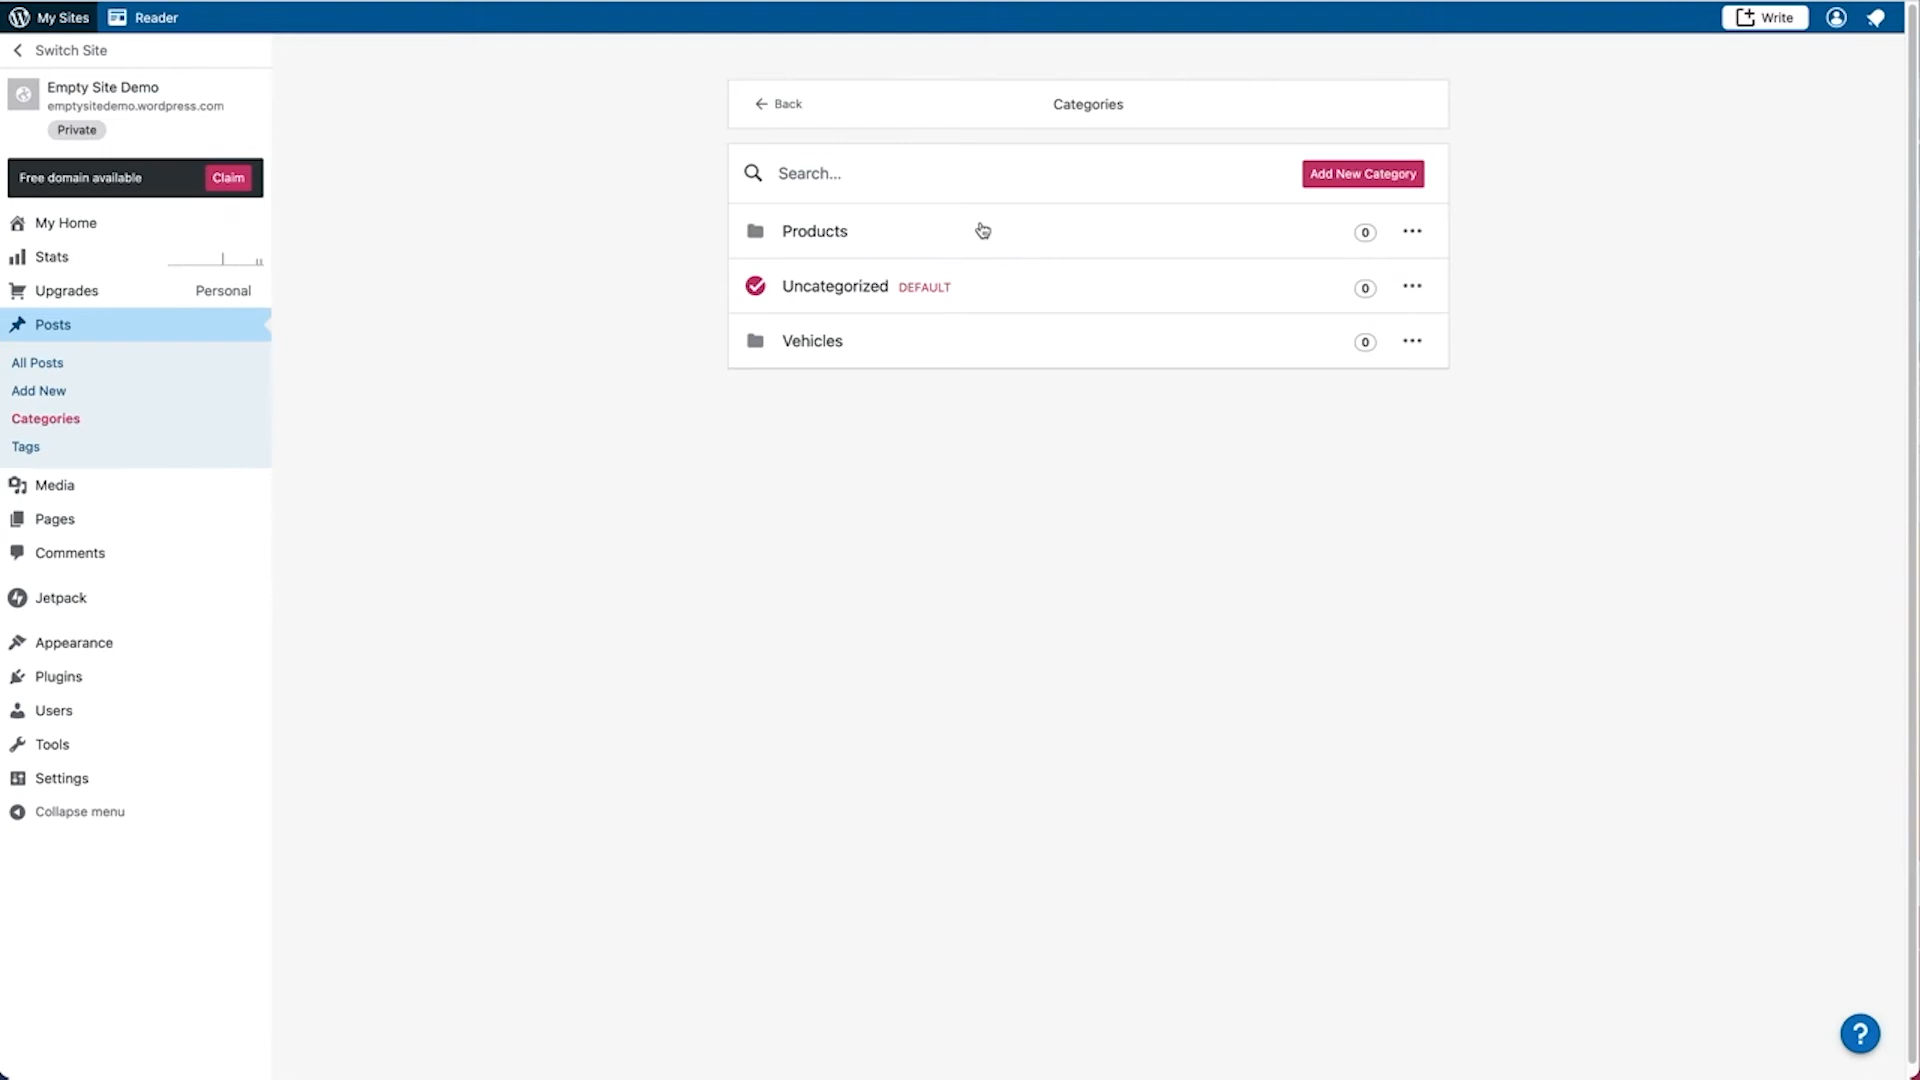 My Sites
Reader
Write
Switch Site
Empty Site Demo
emptysitedemo.wordpress.com
Private
Free domain available
Claim
My Home
Stats
Upgrades
Personal
Posts
All Posts
Add New
Categories
Tags
Media
Pages
Comments
Jetpack
Appearance
Plugins
Users
Tools
Settings
Collapse menu
← Back
Categories
Search...
Add New Category
Products
0
Uncategorized DEFAULT
0
Vehicles
0
?